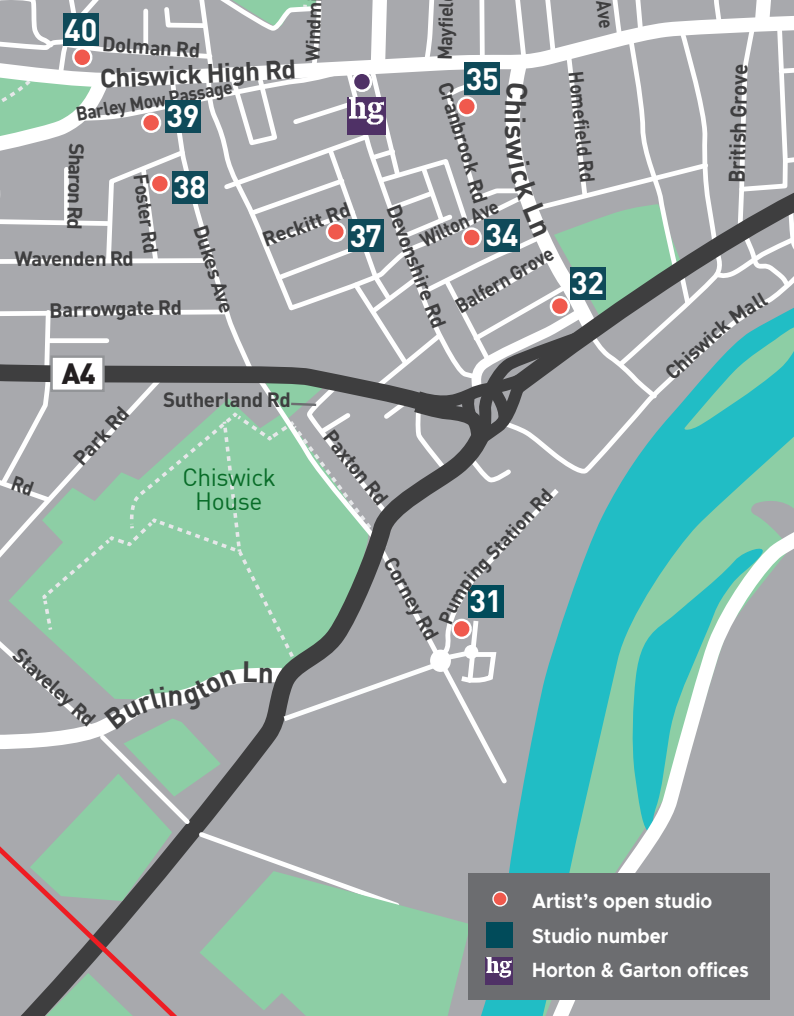 40
Dolman Rd
Windm
Mayfiel
Ave
Chiswick High Rd
Barley Mow Passage
hg
35
39
Cranbrook Rd
Chiswick Ln
Homefield Rd
British Grove
Sharon Rd
38
Foster Rd
Dukes Ave
Reckitt Rd
37
Devonshire Rd
Wilton Ave
34
Wavenden Rd
Balfern Grove
32
Barrowgate Rd
Chiswick Mall
A4
Sutherland Rd
Park Rd
Paxton Rd
Rd
Chiswick
House
Pumping Station Rd
Corney Rd
31
Staveley Rd
Burlington Ln
Artist's open studio
Studio number
hg Horton & Garton offices